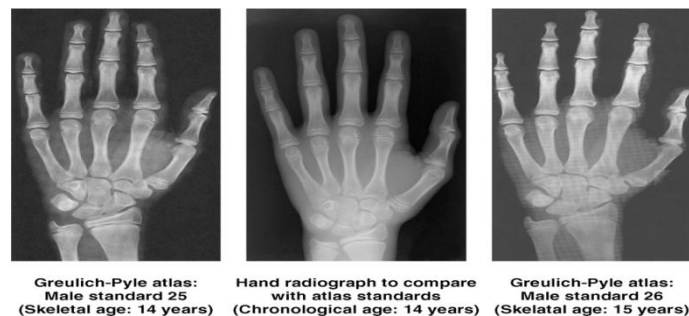 Greulich-Pyle atlas:
Male standard 25
(Skeletal age: 14 years)
Hand radiograph to compare
with atlas standards
(Chronological age: 14 years)
Greulich-Pyle atlas:
Male standard 26
(Skelatal age: 15 years)